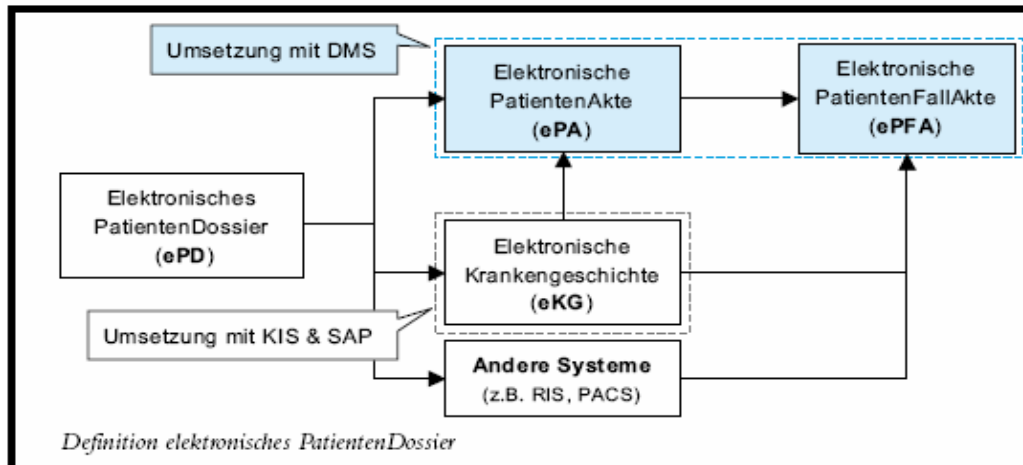 Umsetzung mit DMS
Elektronische
PatientenAkte
(ePA)
Elektronische
PatientenFallAkte
(ePFA)
Elektronisches
PatientenDossier
(ePD)
Elektronische
Krankengeschichte
(eKG)
Umsetzung mit KIS & SAP
Andere Systeme
(z.B. RIS, PACS)
Definition elektronisches PatientenDossier